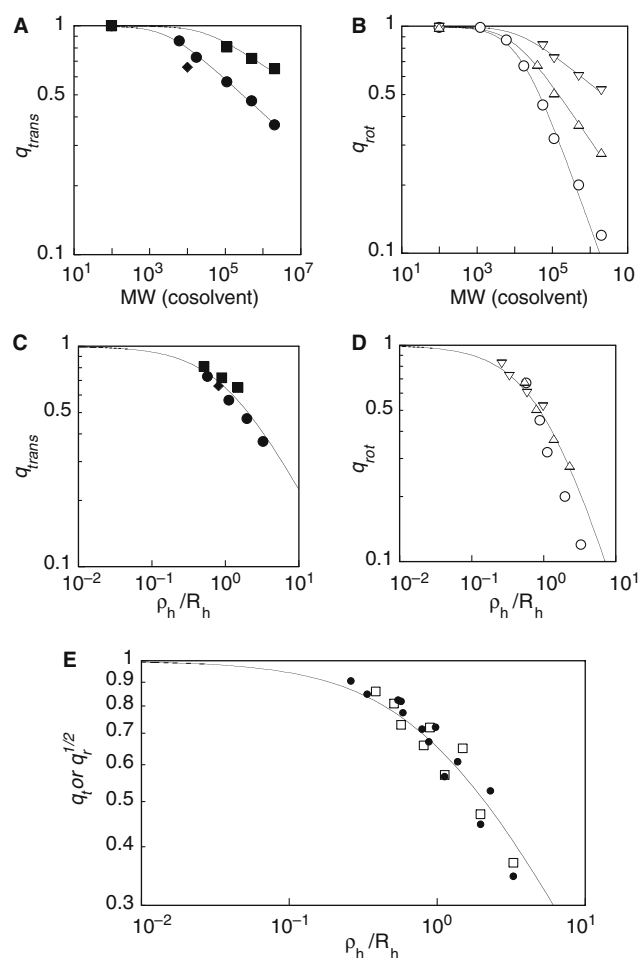 A
B
1
0.5
0.1
q_trans
10^1 10^3 10^5 10^7
MW (cosolvent)
1
0.5
0.1
q_rot
10^1 10^3 10^5 10^7
MW (cosolvent)
C
D
1
0.5
0.1
q_trans
10^−2 10^−1 10^0 10^1
ρ_h/R_h
1
0.5
0.1
q_rot
10^−2 10^−1 10^0 10^1
ρ_h/R_h
E
1
0.9
0.8
0.7
0.6
0.5
0.4
0.3
q_t or q_r^1/2
10^−2 10^−1 10^0 10^1
ρ_h/R_h